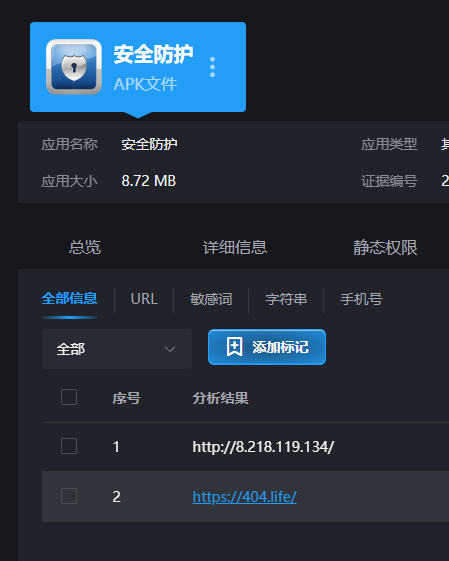 安全防护
APK文件
应用名称 安全防护 应用类型
应用大小 8.72 MB 证据编号 2
总览 详细信息 静态权限
全部信息 URL 敏感词 字符串 手机号
全部 添加标记
序号 分析结果
1 http://8.218.119.134/
2 https://404.life/